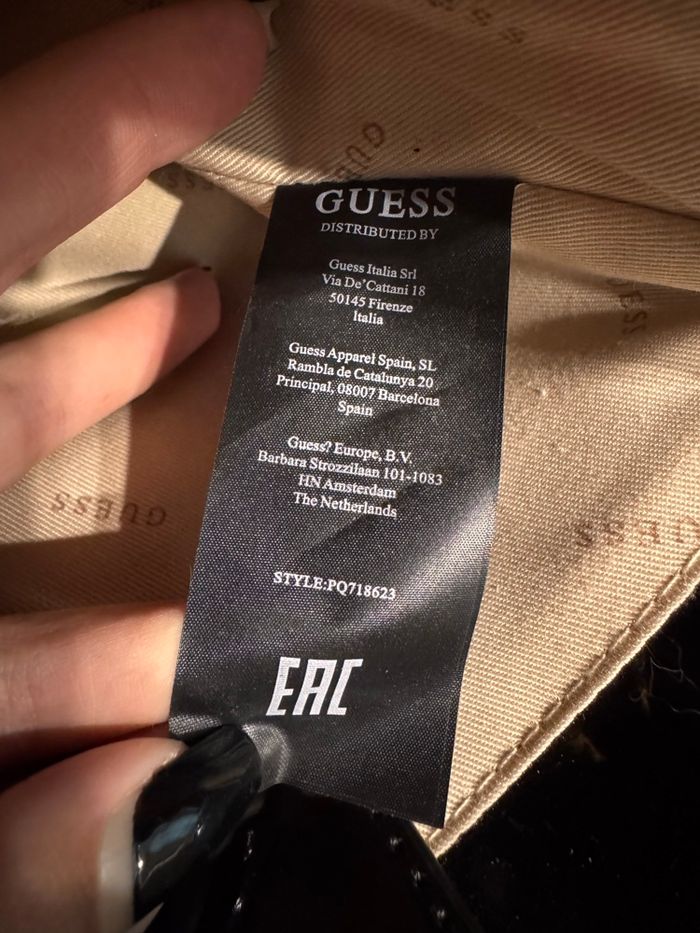 GUESS
DISTRIBUTED BY
Guess Italia Srl
Via De'Cattani 18
50145 Firenze
Italia
Guess Apparel Spain, SL
Rambla de Catalunya 20
Principal, 08007 Barcelona
Spain
Guess? Europe, B.V.
Barbara Strozzilaan 101-1083
HN Amsterdam
The Netherlands
STYLE:PQ718623
EAC
GUESS
GUESS